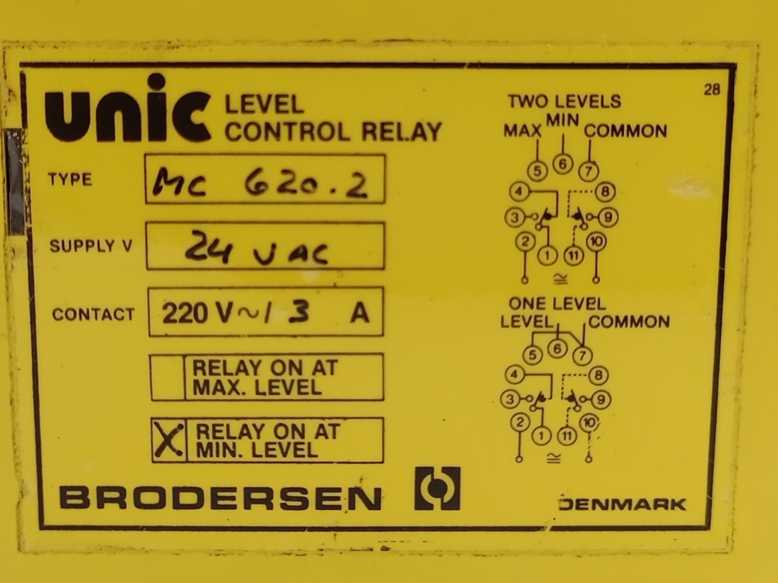 unic LEVEL CONTROL RELAY
28
TYPE MC 620.2
SUPPLY V 24 V AC
CONTACT 220 V~/ 3 A
RELAY ON AT
MAX. LEVEL
X RELAY ON AT
MIN. LEVEL
BRODERSEN
DENMARK
TWO LEVELS
MIN
MAX COMMON
5 6 7
4 8
3 9
2 10
1 11
≅
ONE LEVEL
LEVEL COMMON
5 6 7
4 8
3 9
2 10
1 11
≅